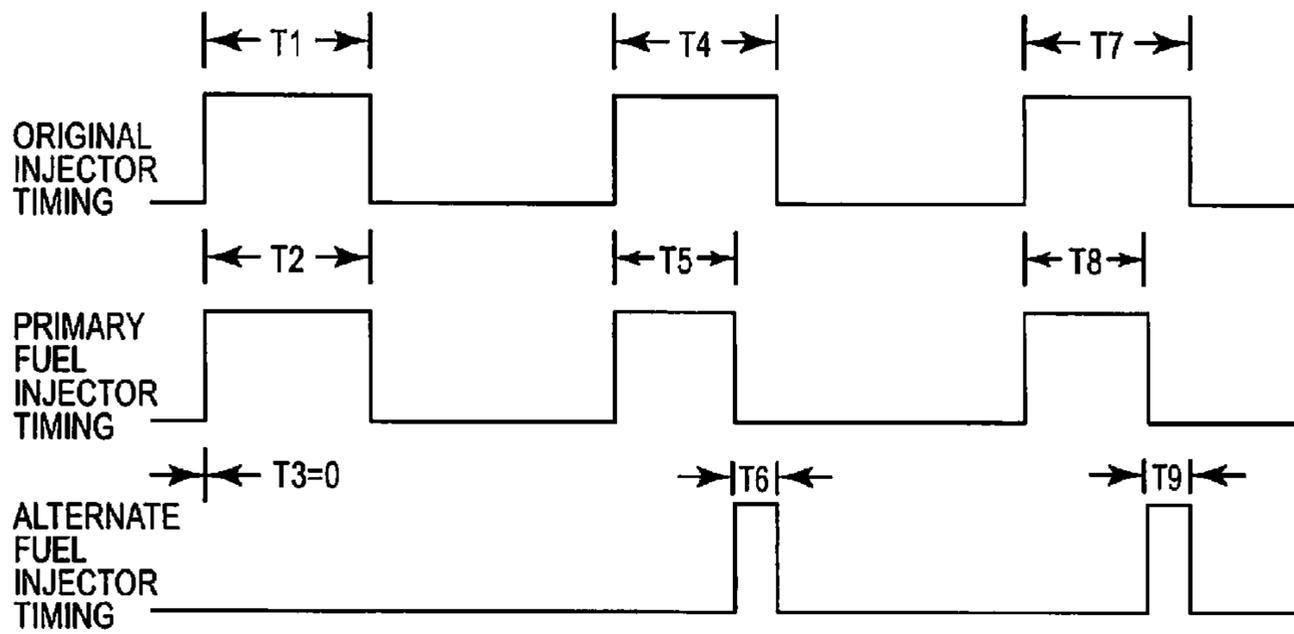 T1 T4 T7
ORIGINAL
INJECTOR
TIMING
T2 T5 T8
PRIMARY
FUEL
INJECTOR
TIMING
T3=0 T6 T9
ALTERNATE
FUEL
INJECTOR
TIMING